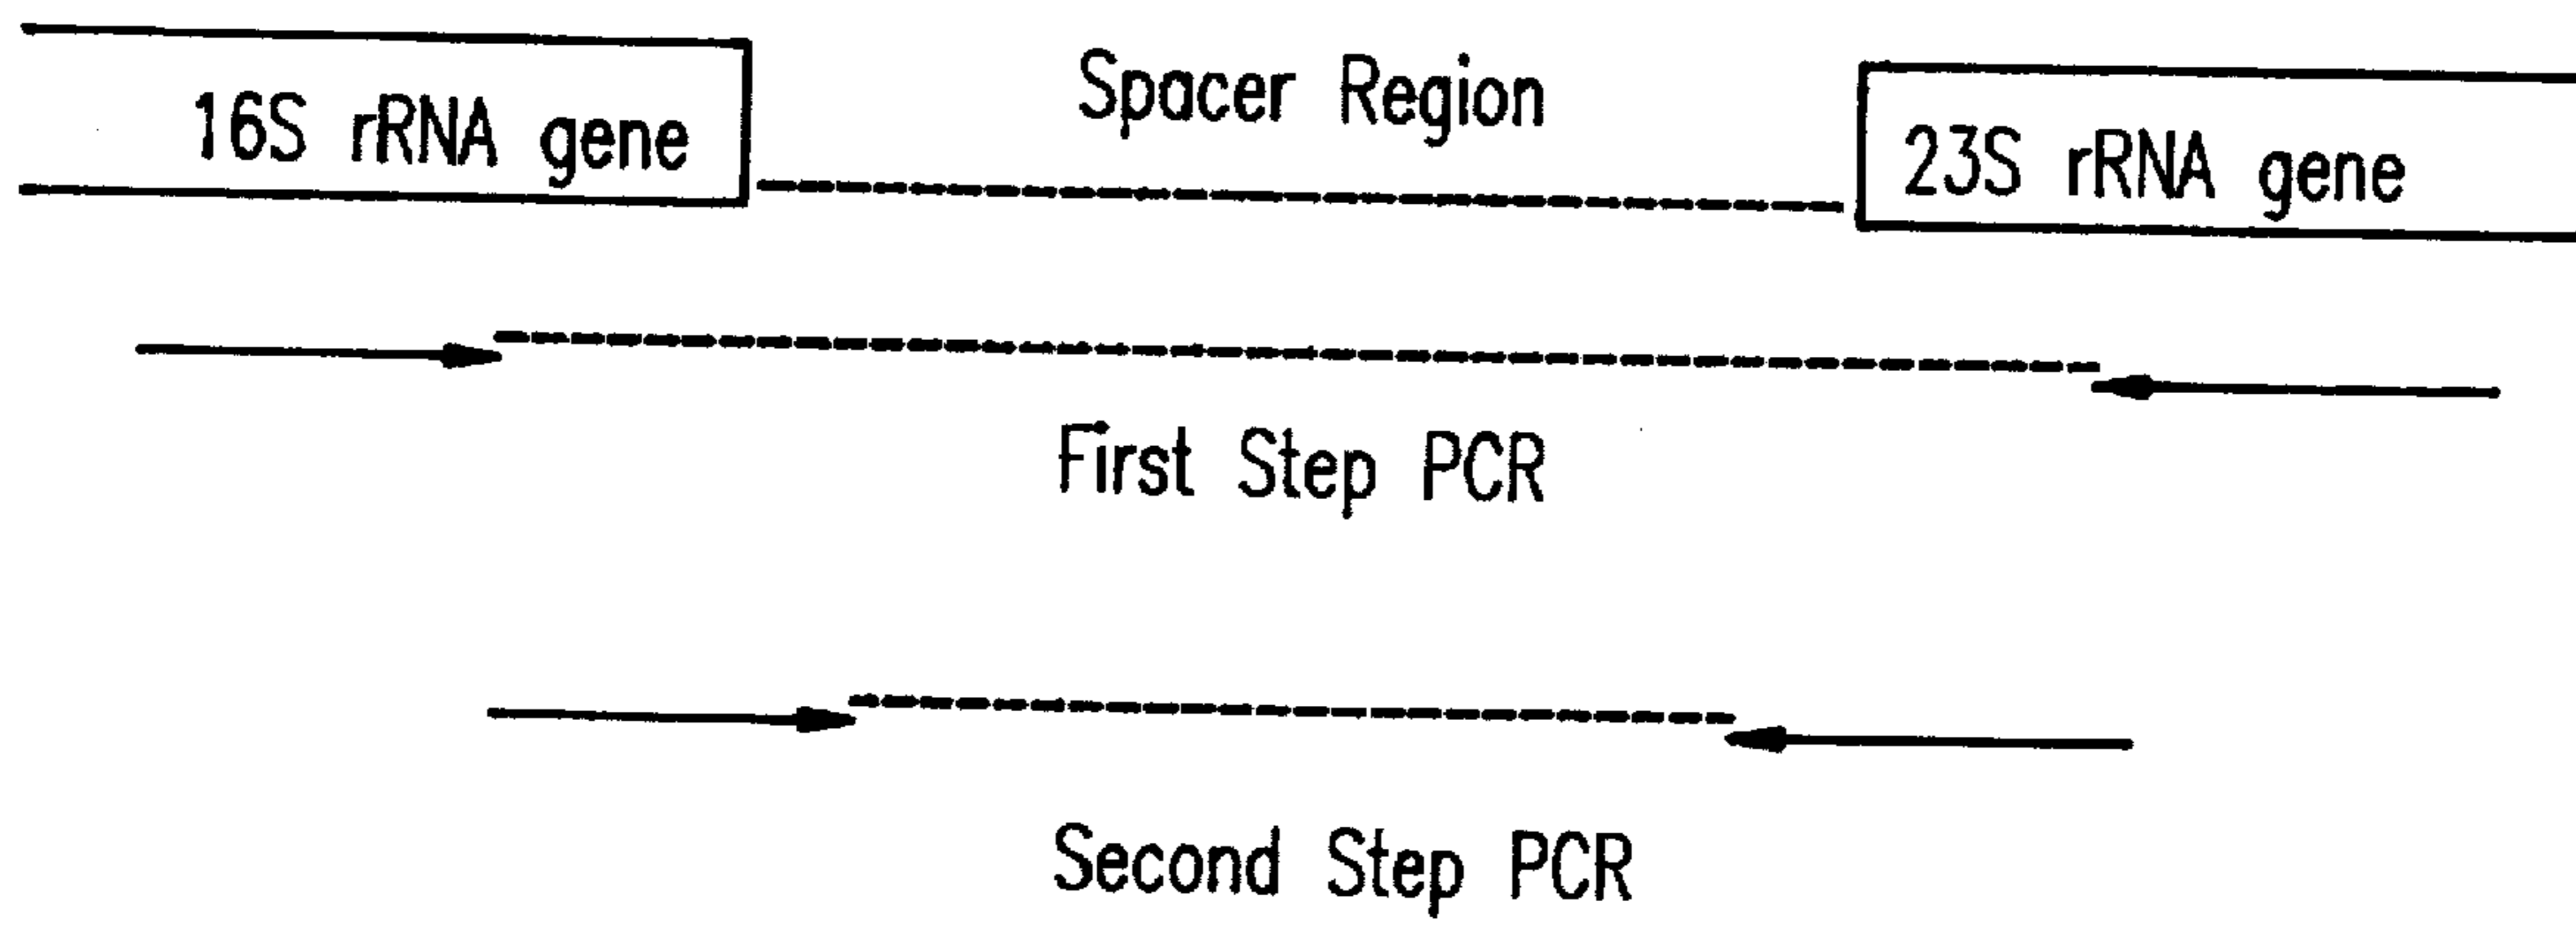 16S rRNA gene
Spacer Region
23S rRNA gene
First Step PCR
Second Step PCR